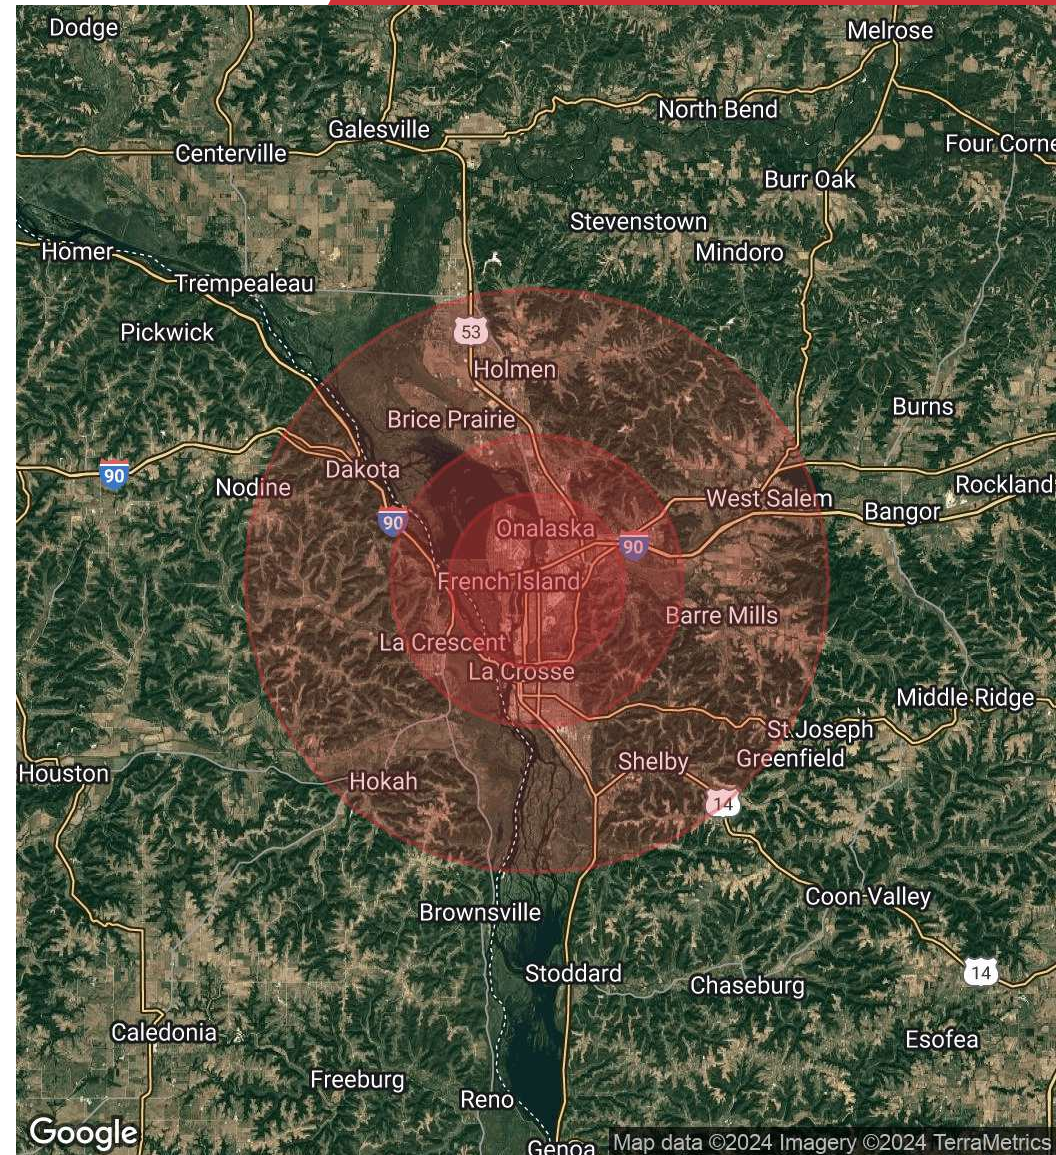 Dodge
Melrose
North Bend
Galesville
Four Corne
Centerville
Burr Oak
Stevenstown
Mindoro
Homer
Trempealeau
Pickwick
53
Holmen
Burns
Brice Prairie
Dakota
90
Nodine
Rockland
West Salem
Bangor
90
Onalaska
90
French Island
Barre Mills
La Crescent
La Crosse
Middle Ridge
St Joseph
Greenfield
Shelby
Houston
Hokah
14
Coon Valley
Brownsville
Stoddard
14
Chaseburg
Caledonia
Esofea
Freeburg
Reno
Google
Genoa
Map data ©2024 Imagery ©2024 TerraMetrics